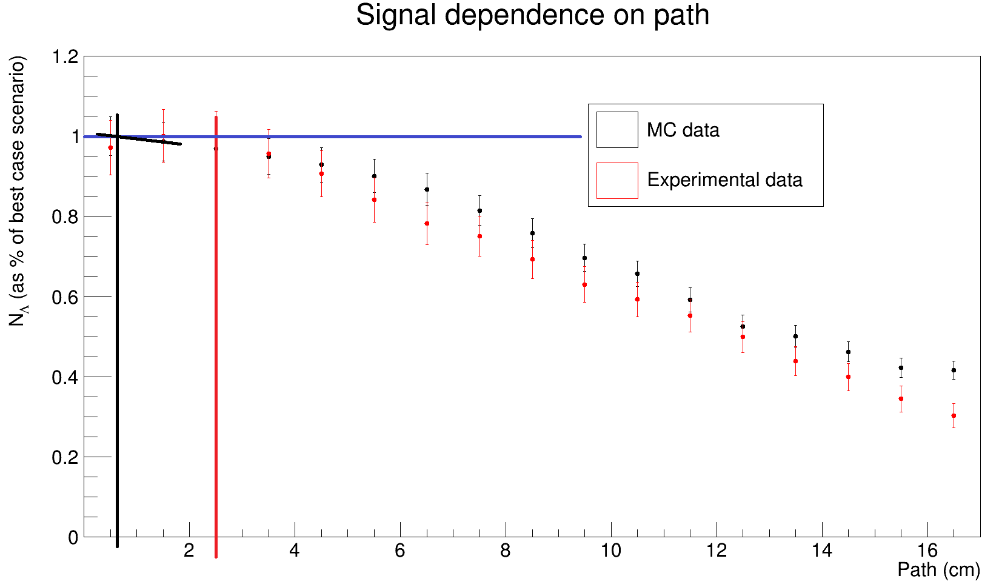 Signal dependence on path
N_Λ (as % of best case scenario)
1.2
1
0.8
0.6
0.4
0.2
0
MC data
Experimental data
2 4 6 8 10 12 14 16
Path (cm)